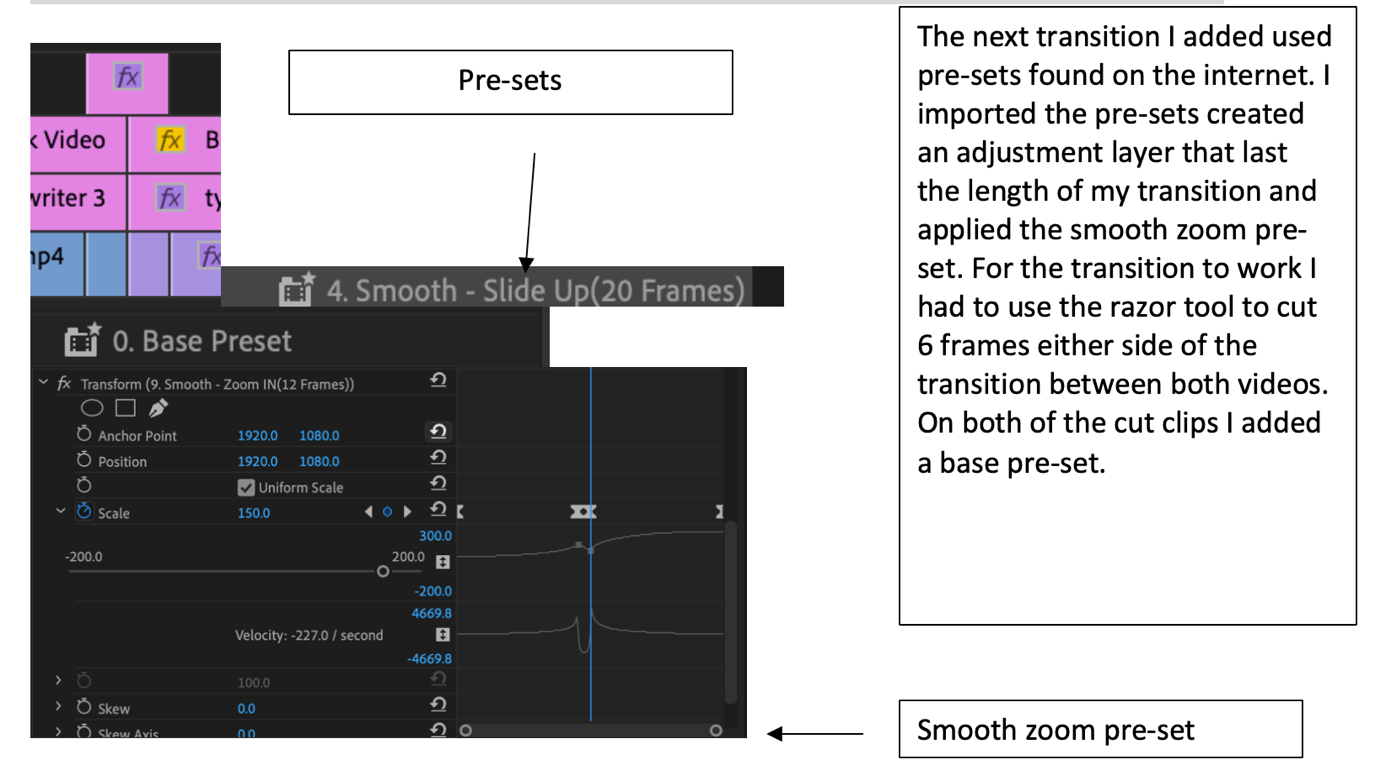 fx
Pre-sets
The next transition I added used
pre-sets found on the internet. I
imported the pre-sets created
an adjustment layer that last
the length of my transition and
applied the smooth zoom pre-
set. For the transition to work I
had to use the razor tool to cut
6 frames either side of the
transition between both videos.
On both of the cut clips I added
a base pre-set.
k Video fx B
writer 3 fx ty
mp4 fx
4. Smooth - Slide Up(20 Frames)
0. Base Preset
fx Transform (9. Smooth - Zoom IN(12 Frames))
Anchor Point 1920.0 1080.0
Position 1920.0 1080.0
Uniform Scale
Scale 150.0
300.0
-200.0 200.0
-200.0
4669.8
Velocity: -227.0 / second
-4669.8
100.0
Skew 0.0
Skew Axis 0.0
Smooth zoom pre-set